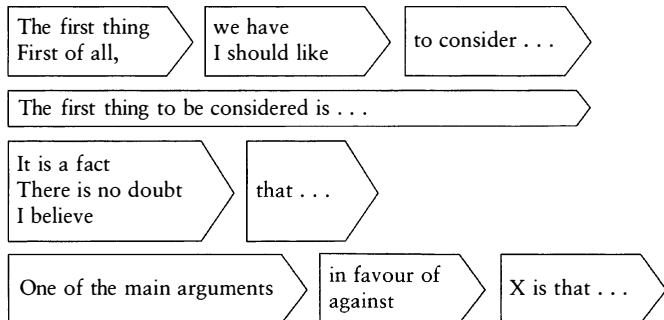 The first thing
First of all,
we have
I should like
to consider . . .
The first thing to be considered is . . .
It is a fact
There is no doubt
I believe
that . . .
One of the main arguments
in favour of
against
X is that . . .